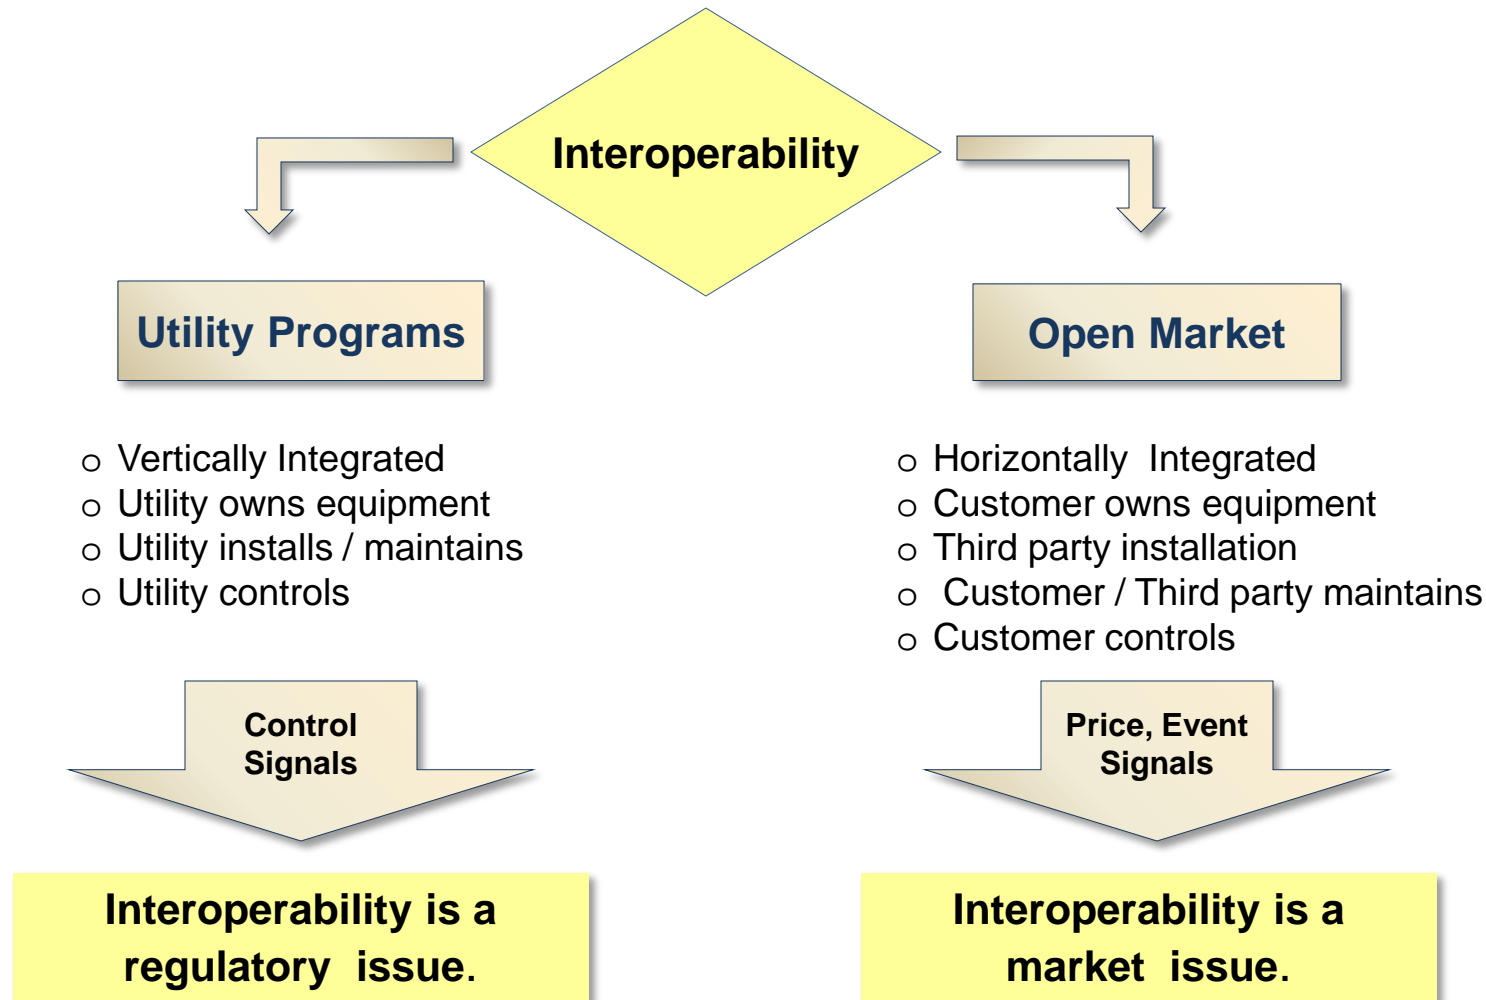 Interoperability
Utility Programs
o Vertically Integrated
o Utility owns equipment
o Utility installs / maintains
o Utility controls
Control
Signals
Interoperability is a
regulatory issue.
Open Market
o Horizontally Integrated
o Customer owns equipment
o Third party installation
o Customer / Third party maintains
o Customer controls
Price, Event
Signals
Interoperability is a
market issue.